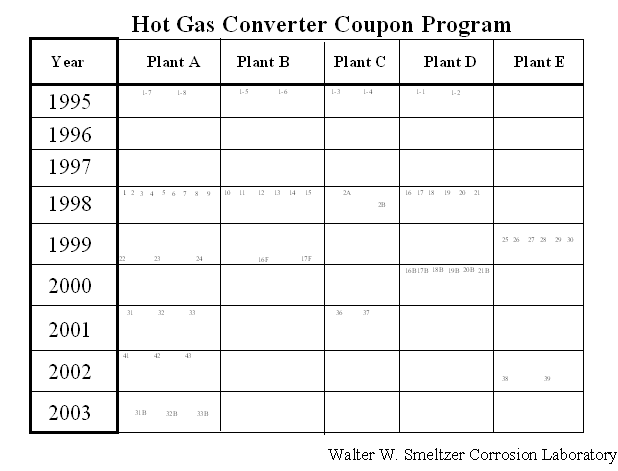 Hot Gas Converter Coupon Program
Year Plant A Plant B Plant C Plant D Plant E
1995 1-7 1-8 1-5 1-6 1-3 1-4 1-1 1-2
1996
1997
1998 1 2 3 4 5 6 7 8 9 10 11 12 13 14 15 2A 2B 16 17 18 19 20 21
1999 22 23 24 16F 17F 25 26 27 28 29 30
2000 16B 17B 18B 19B 20B 21B
2001 31 32 33 36 37
2002 41 42 43 38 39
2003 31B 32B 33B
Walter W. Smeltzer Corrosion Laboratory